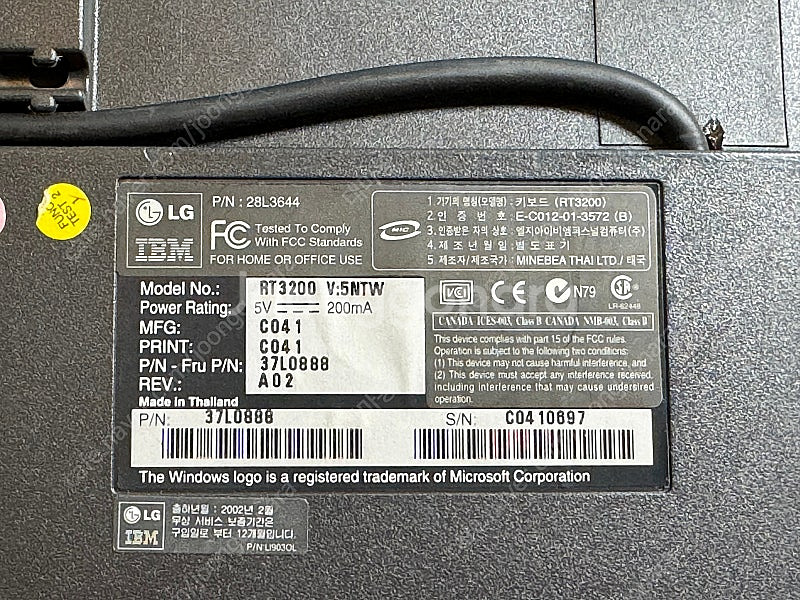 LG
IBM
P/N : 28L3644
FC
Tested To Comply
With FCC Standards
FOR HOME OR OFFICE USE
1. 기기의 명칭(모델명) : 키보드 (RT3200)
2. 인 증 번 호 : E-C012-01-3572 (B)
3. 인증받은 자의 상호 : 엘지아이비엠퍼스널컴퓨터(주)
4. 제 조 년 월 일 : 별 도 표 기
5. 제조자/제조국가 : MINEBEA THAI LTD./ 태국
MIC
FUNC
TEST 2
1
Model No.: RT3200 V:5NTW
Power Rating: 5V 200mA
MFG: C041
PRINT: C041
P/N - Fru P/N: 37L0888
REV.: A02
Made in Thailand
VCI CE N79
LR-62448
CANADA ICES-003, Class B CANADA NMB-003, Class B
This device complies with part 15 of the FCC rules.
Operation is subject to the following two conditions:
(1) This device may not cause harmful interference, and
(2) This device must accept any interference received,
including interference that may cause undersired
operation.
P/N: 37L0888
S/N: C0410697
The Windows logo is a registered trademark of Microsoft Corporation
LG
IBM
출하년월 : 2002년 2월
무상 서비스 보증기간은
구입일로 부터 12개월입니다.
P/N:LI903OL